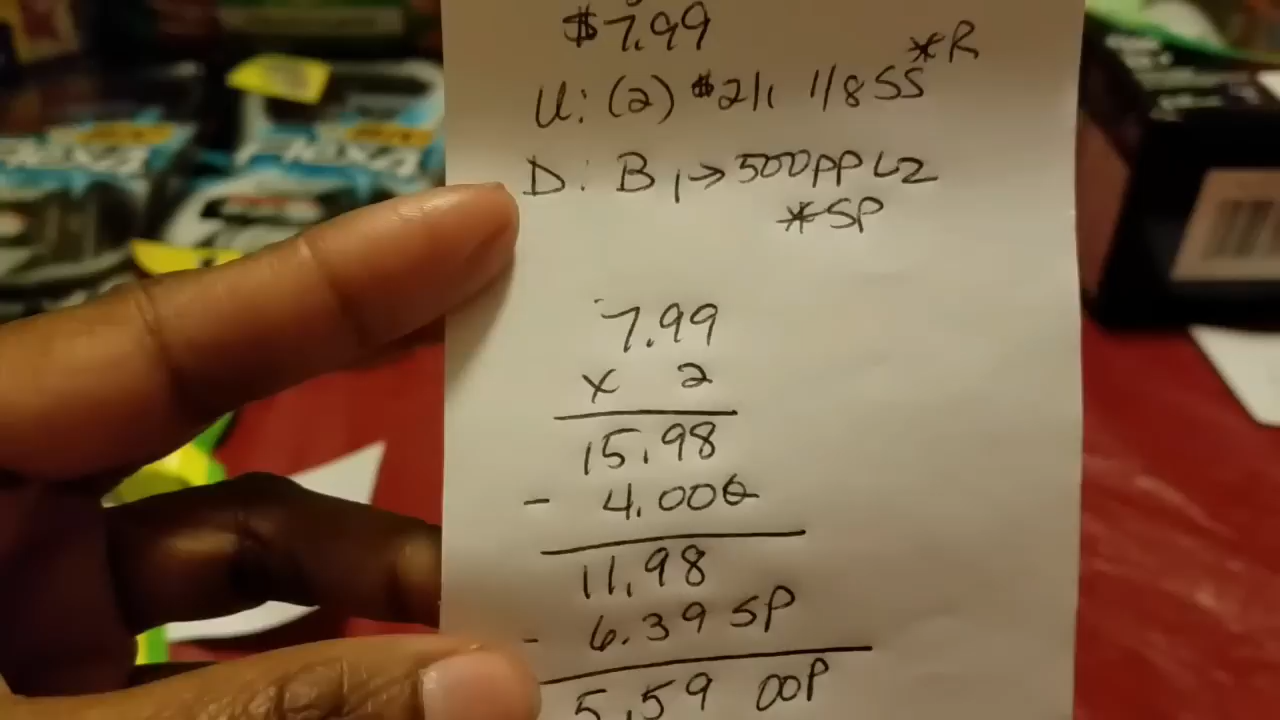 $7.99
*R
U: (2) $2/1 1/8 SS
D: B1→500PP L2
*SP
7.99
x 2
15.98
- 4.00Q
11.98
- 6.39 SP
5.59 OOP